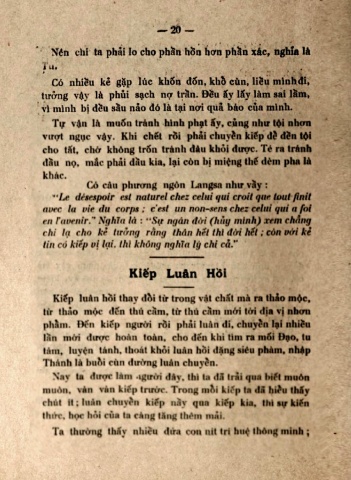 — 20 —
Nên chi ta phải lo cho phần hồn hơn phần xác, nghĩa là
Tu.
Có nhiều kẻ gặp lúc khốn đốn, khổ cùn, liều mình đi,
tưởng vậy là phủi sạch nợ trần. Đều ấy lấy làm sai lầm,
vì mình bị đều sầu não đó là tại nơi quả báo của mình.
Tự vận là muốn tránh hình phạt ấy, cũng như tội nhơn
vượt ngục vậy. Khi chết rồi phải chuyển kiếp để đền tội
cho tất, chớ không trốn tránh đâu khỏi được. Té ra tránh
đầu nọ, mắc phải đầu kia, lại còn bị miệng thế đêm pha là
khác.
Có câu phương ngôn Langsa như vầy :
“Le désespoir est naturel chez celui qui croit que tout finit
avec la vie du corps ; c'est un non-sens chez celui qui a foi
en l'avenir.” Nghĩa là : “Sự ngán đời (hủy mình) xem chẳng
chi lạ cho kẻ tưởng rằng thân hết thì đời hết ; còn với kẻ
tin có kiếp vị lai, thì không nghĩa lý chi cả.”
Kiếp Luân Hồi
Kiếp luân hồi thay đổi từ trong vật chất mà ra thảo mộc,
từ thảo mộc đến thú cầm, từ thú cầm mới tới địa vị nhơn
phẩm. Đến kiếp người rồi phải luân đi, chuyển lại nhiều
lần mới được hoàn toàn, cho đến khi tìm ra mối Đạo, tu
tâm, luyện tánh, thoát khỏi luân hồi đặng siêu phàm, nhập
Thánh là buổi cùn đường luân chuyển.
Nay ta được làm người đây, thì ta đã trải qua biết muôn
muôn, vàn vàn kiếp trước. Trong mỗi kiếp ta đã hiểu thấy
chút ít ; luân chuyển kiếp nầy qua kiếp kia, thì sự kiến
thức, học hỏi của ta càng tăng thêm mãi.
Ta thường thấy nhiều đứa con nít trí huệ thông minh ;